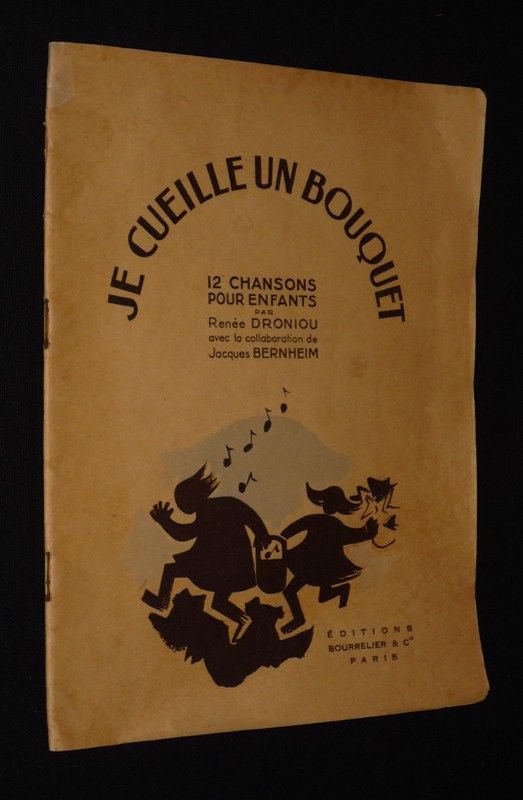 JE CUEILLE UN BOUQUET
12 CHANSONS
POUR ENFANTS
PAR
Renée DRONIOU
avec la collaboration de
Jacques BERNHEIM
ÉDITIONS
BOURRELIER & Cie
PARIS